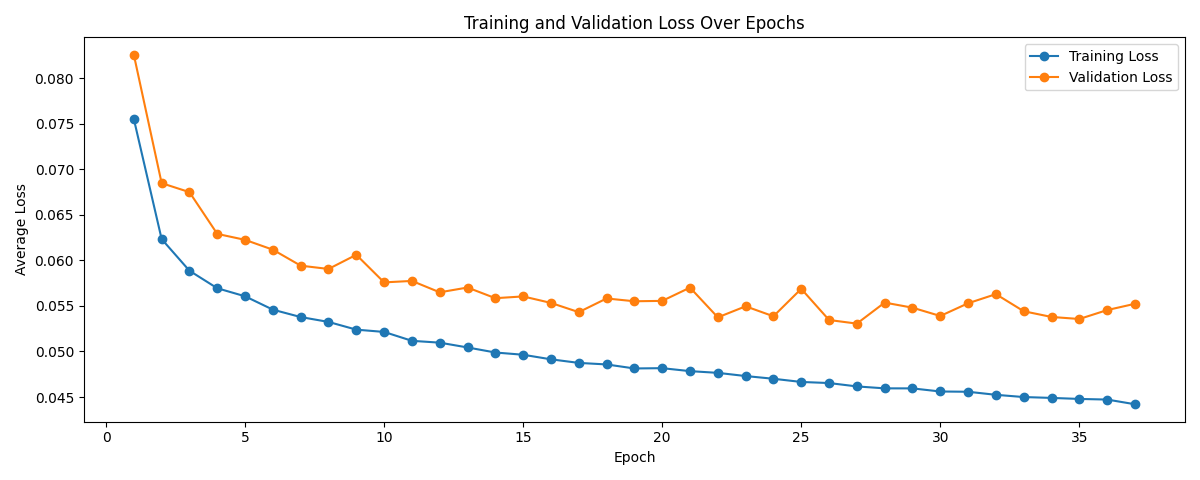 Training and Validation Loss Over Epochs
Training Loss
Validation Loss
Average Loss
0.080
0.075
0.070
0.065
0.060
0.055
0.050
0.045
0 5 10 15 20 25 30 35
Epoch